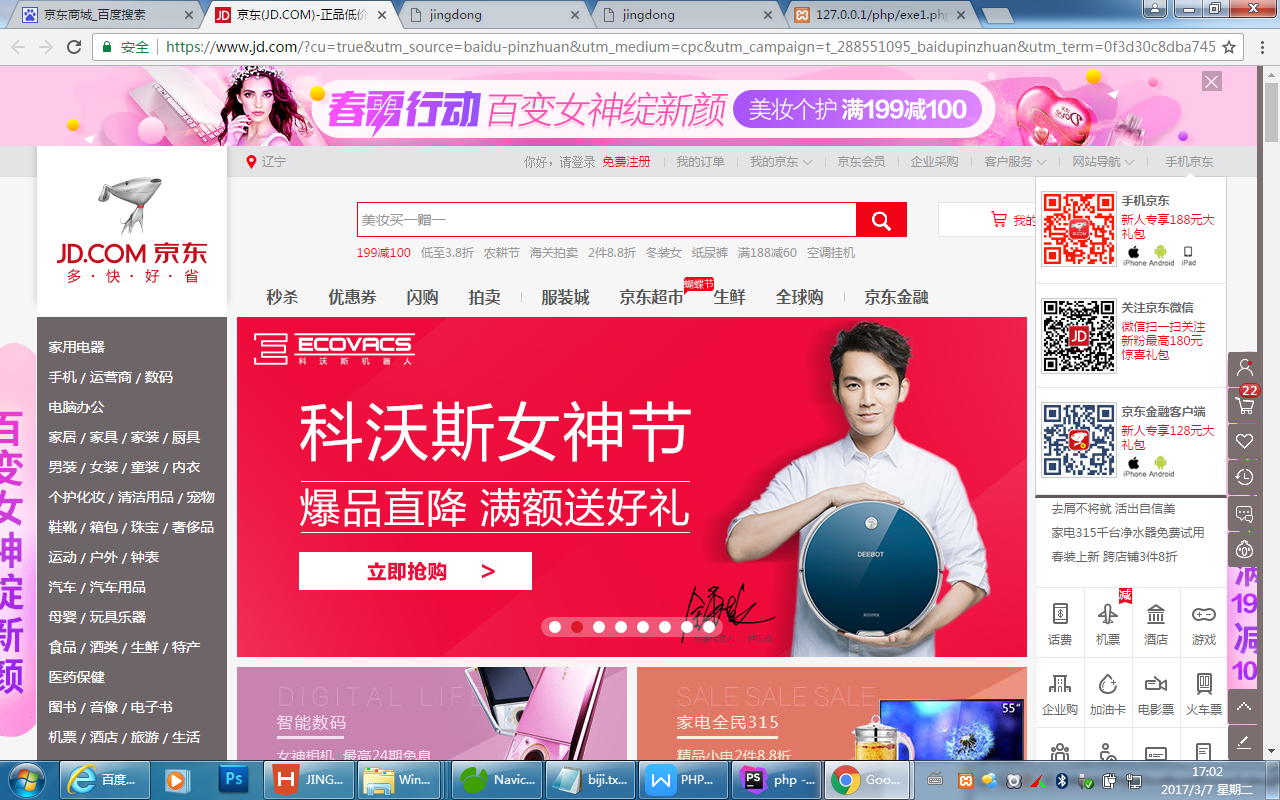 京东商城_百度搜索
京东(JD.COM)-正品低价
jingdong
jingdong
127.0.0.1/php/exe1.php
安全
https://www.jd.com/?cu=true&utm_source=baidu-pinzhuan&utm_medium=cpc&utm_campaign=t_288551095_baidupinzhuan&utm_term=0f3d30c8dba745
春雳行动 百变女神绽新颜 美妆个护 满199减100
辽宁
你好，请登录 免费注册 我的订单 我的京东 京东会员 企业采购 客户服务 网站导航 手机京东
JD.COM 京东
多·快·好·省
美妆买一赠一
我的
199减100 低至3.8折 农耕节 海关拍卖 2件8.8折 冬装女 纸尿裤 满188减60 空调挂机
蝴蝶节
秒杀 优惠券 闪购 拍卖 服装城 京东超市 生鲜 全球购 京东金融
手机京东
新人专享188元大
礼包
iPhone Android iPad
关注京东微信
微信扫一扫关注
新粉最高180元
惊喜礼包
JD
京东金融客户端
新人专享128元大
礼包
iPhone Android
22
家用电器
手机 / 运营商 / 数码
电脑办公
家居 / 家具 / 家装 / 厨具
男装 / 女装 / 童装 / 内衣
个护化妆 / 清洁用品 / 宠物
鞋靴 / 箱包 / 珠宝 / 奢侈品
运动 / 户外 / 钟表
汽车 / 汽车用品
母婴 / 玩具乐器
食品 / 酒类 / 生鲜 / 特产
医药保健
图书 / 音像 / 电子书
机票 / 酒店 / 旅游 / 生活
百变女神绽新颜
ECOVACS
科沃斯机器人
科沃斯女神节
爆品直降 满额送好礼
立即抢购 >
DEEBOT
去屑不将就 活出自信美
家电315千台净水器免费试用
春装上新 跨店铺3件8折
减
话费 机票 酒店 游戏
企业购 加油卡 电影票 火车票
满
19
减
10
DIGITAL LIFE
智能数码
女神相机 最高24期免息
SALE SALE SALE
家电全民315
精品小电2件8.8折
55“
百度...
Ps
JING...
Win...
Navic...
biji.tx...
PHP...
php -...
Goo...
17:02
2017/3/7 星期二